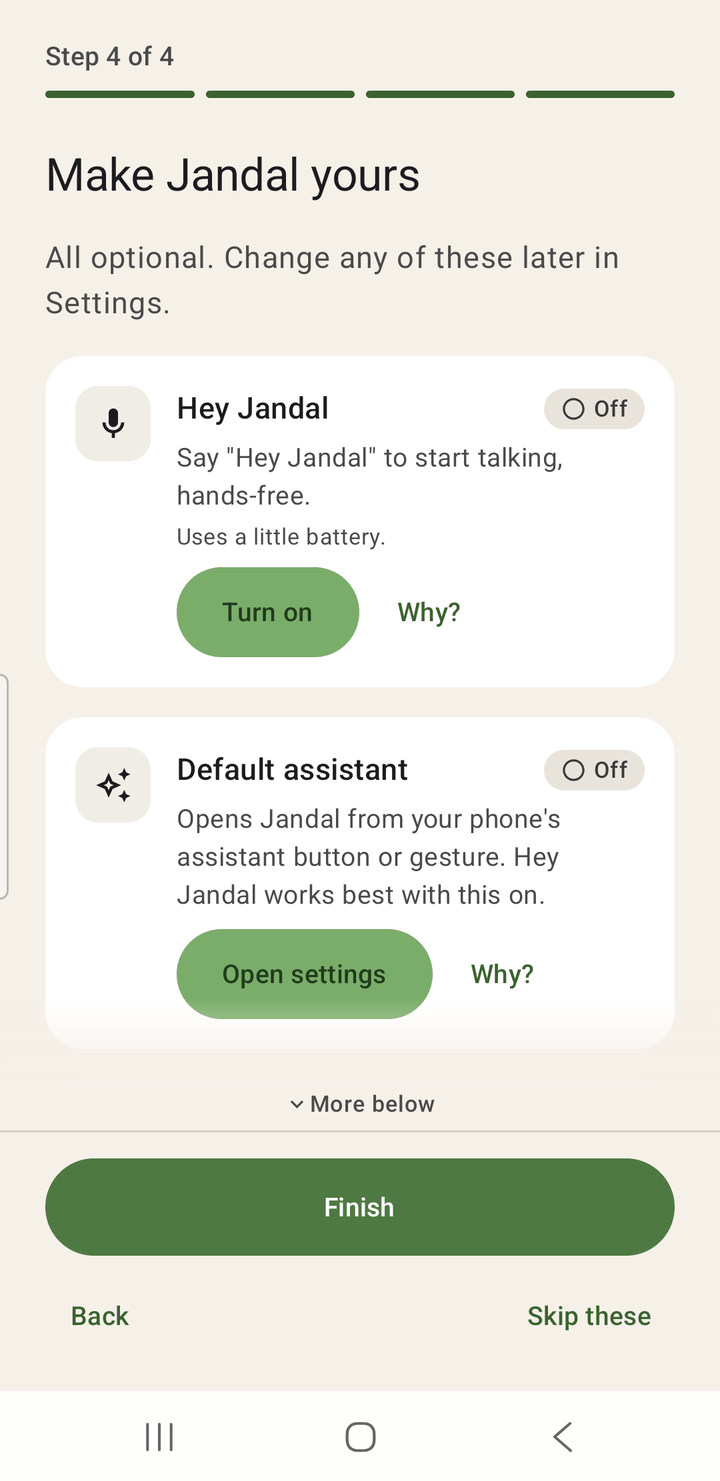 Step 4 of 4
Make Jandal yours
All optional. Change any of these later in
Settings.
Hey Jandal
Off
Say "Hey Jandal" to start talking,
hands-free.
Uses a little battery.
Turn on
Why?
Default assistant
Off
Opens Jandal from your phone's
assistant button or gesture. Hey
Jandal works best with this on.
Open settings
Why?
More below
Finish
Back
Skip these